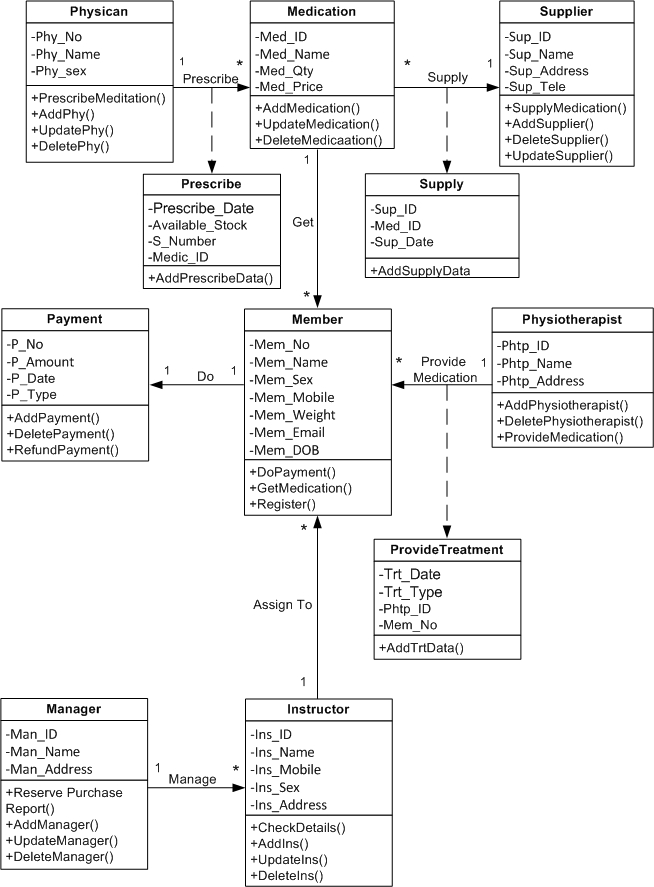 Physican
-Phy_No
-Phy_Name
-Phy_sex
+PrescribeMeditation()
+AddPhy()
+UpdatePhy()
+DeletePhy()
1
*
Prescribe
Medication
-Med_ID
-Med_Name
-Med_Qty
-Med_Price
+AddMedication()
+UpdateMedication()
+DeleteMedicaation()
*
1
Supply
Supplier
-Sup_ID
-Sup_Name
-Sup_Address
-Sup_Tele
+SupplyMedication()
+AddSupplier()
+DeleteSupplier()
+UpdateSupplier()
Prescribe
-Prescribe_Date
-Available_Stock
-S_Number
-Medic_ID
+AddPrescribeData()
1
Get
*
Supply
-Sup_ID
-Med_ID
-Sup_Date
+AddSupplyData
Payment
-P_No
-P_Amount
-P_Date
-P_Type
+AddPayment()
+DeletePayment()
+RefundPayment()
1
1
Do
Member
-Mem_No
-Mem_Name
-Mem_Sex
-Mem_Mobile
-Mem_Weight
-Mem_Email
-Mem_DOB
+DoPayment()
+GetMedication()
+Register()
*
1
Provide
Medication
Physiotherapist
-Phtp_ID
-Phtp_Name
-Phtp_Address
+AddPhysiotherapist()
+DeletePhysiotherapist()
+ProvideMedication()
*
Assign To
1
ProvideTreatment
-Trt_Date
-Trt_Type
-Phtp_ID
-Mem_No
+AddTrtData()
Manager
-Man_ID
-Man_Name
-Man_Address
+Reserve Purchase
Report()
+AddManager()
+UpdateManager()
+DeleteManager()
1
*
Manage
Instructor
-Ins_ID
-Ins_Name
-Ins_Mobile
-Ins_Sex
-Ins_Address
+CheckDetails()
+AddIns()
+UpdateIns()
+DeleteIns()